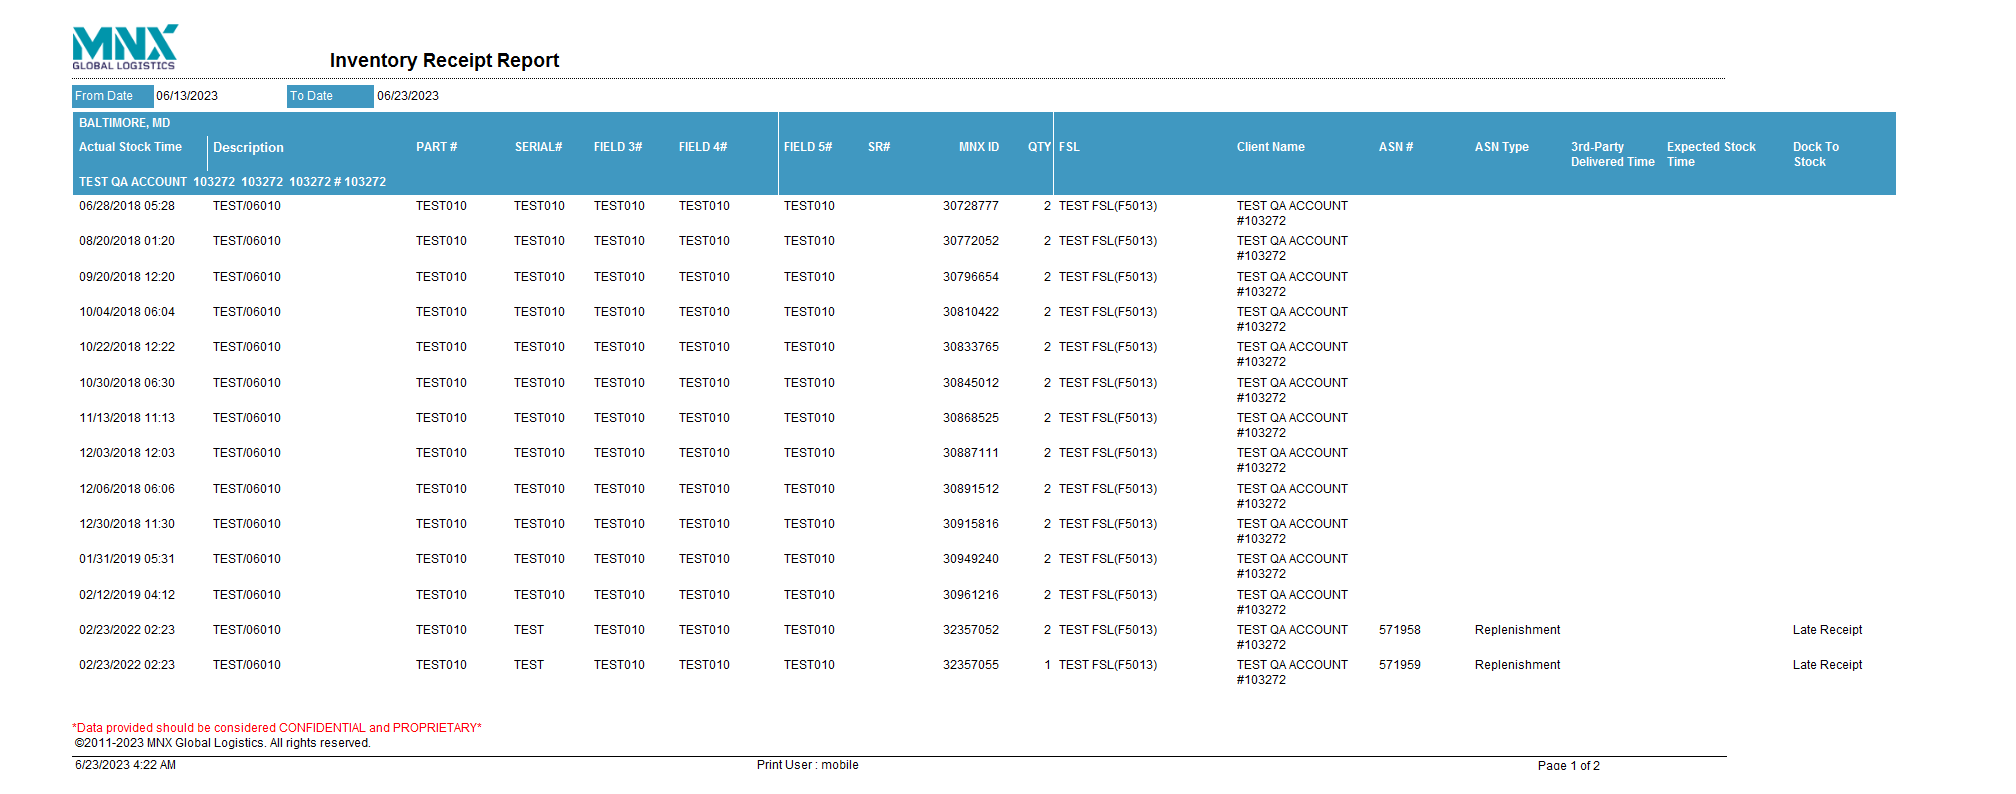 MNX
GLOBAL LOGISTICS
Inventory Receipt Report
From Date 06/13/2023 To Date 06/23/2023
BALTIMORE, MD
Actual Stock Time Description PART # SERIAL# FIELD 3# FIELD 4# FIELD 5# SR# MNX ID QTY FSL Client Name ASN # ASN Type 3rd-Party Expected Stock Dock To
Delivered Time Time Stock
TEST QA ACCOUNT 103272 103272 103272 # 103272
06/28/2018 05:28 TEST/06010 TEST010 TEST010 TEST010 TEST010 TEST010 30728777 2 TEST FSL(F5013) TEST QA ACCOUNT
#103272
08/20/2018 01:20 TEST/06010 TEST010 TEST010 TEST010 TEST010 TEST010 30772052 2 TEST FSL(F5013) TEST QA ACCOUNT
#103272
09/20/2018 12:20 TEST/06010 TEST010 TEST010 TEST010 TEST010 TEST010 30796654 2 TEST FSL(F5013) TEST QA ACCOUNT
#103272
10/04/2018 06:04 TEST/06010 TEST010 TEST010 TEST010 TEST010 TEST010 30810422 2 TEST FSL(F5013) TEST QA ACCOUNT
#103272
10/22/2018 12:22 TEST/06010 TEST010 TEST010 TEST010 TEST010 TEST010 30833765 2 TEST FSL(F5013) TEST QA ACCOUNT
#103272
10/30/2018 06:30 TEST/06010 TEST010 TEST010 TEST010 TEST010 TEST010 30845012 2 TEST FSL(F5013) TEST QA ACCOUNT
#103272
11/13/2018 11:13 TEST/06010 TEST010 TEST010 TEST010 TEST010 TEST010 30868525 2 TEST FSL(F5013) TEST QA ACCOUNT
#103272
12/03/2018 12:03 TEST/06010 TEST010 TEST010 TEST010 TEST010 TEST010 30887111 2 TEST FSL(F5013) TEST QA ACCOUNT
#103272
12/06/2018 06:06 TEST/06010 TEST010 TEST010 TEST010 TEST010 TEST010 30891512 2 TEST FSL(F5013) TEST QA ACCOUNT
#103272
12/30/2018 11:30 TEST/06010 TEST010 TEST010 TEST010 TEST010 TEST010 30915816 2 TEST FSL(F5013) TEST QA ACCOUNT
#103272
01/31/2019 05:31 TEST/06010 TEST010 TEST010 TEST010 TEST010 TEST010 30949240 2 TEST FSL(F5013) TEST QA ACCOUNT
#103272
02/12/2019 04:12 TEST/06010 TEST010 TEST010 TEST010 TEST010 TEST010 30961216 2 TEST FSL(F5013) TEST QA ACCOUNT
#103272
02/23/2022 02:23 TEST/06010 TEST010 TEST TEST010 TEST010 TEST010 32357052 2 TEST FSL(F5013) TEST QA ACCOUNT 571958 Replenishment Late Receipt
#103272
02/23/2022 02:23 TEST/06010 TEST010 TEST TEST010 TEST010 TEST010 32357055 1 TEST FSL(F5013) TEST QA ACCOUNT 571959 Replenishment Late Receipt
#103272
*Data provided should be considered CONFIDENTIAL and PROPRIETARY*
©2011-2023 MNX Global Logistics. All rights reserved.
6/23/2023 4:22 AM Print User : mobile Page 1 of 2